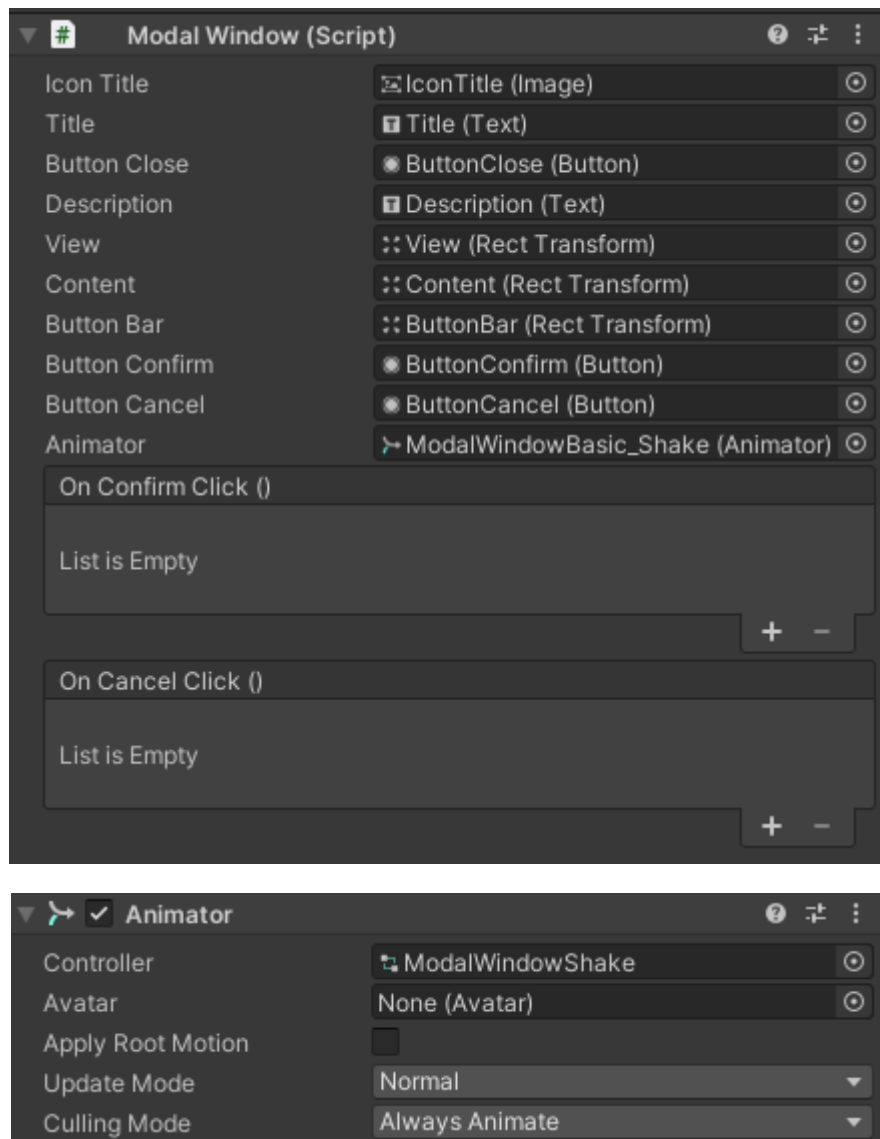 Modal Window (Script)
Icon Title IconTitle (Image)
Title Title (Text)
Button Close ButtonClose (Button)
Description Description (Text)
View View (Rect Transform)
Content Content (Rect Transform)
Button Bar ButtonBar (Rect Transform)
Button Confirm ButtonConfirm (Button)
Button Cancel ButtonCancel (Button)
Animator ModalWindowBasic_Shake (Animator)
On Confirm Click ()
List is Empty
+ −
On Cancel Click ()
List is Empty
+ −
Animator
Controller ModalWindowShake
Avatar None (Avatar)
Apply Root Motion
Update Mode Normal
Culling Mode Always Animate